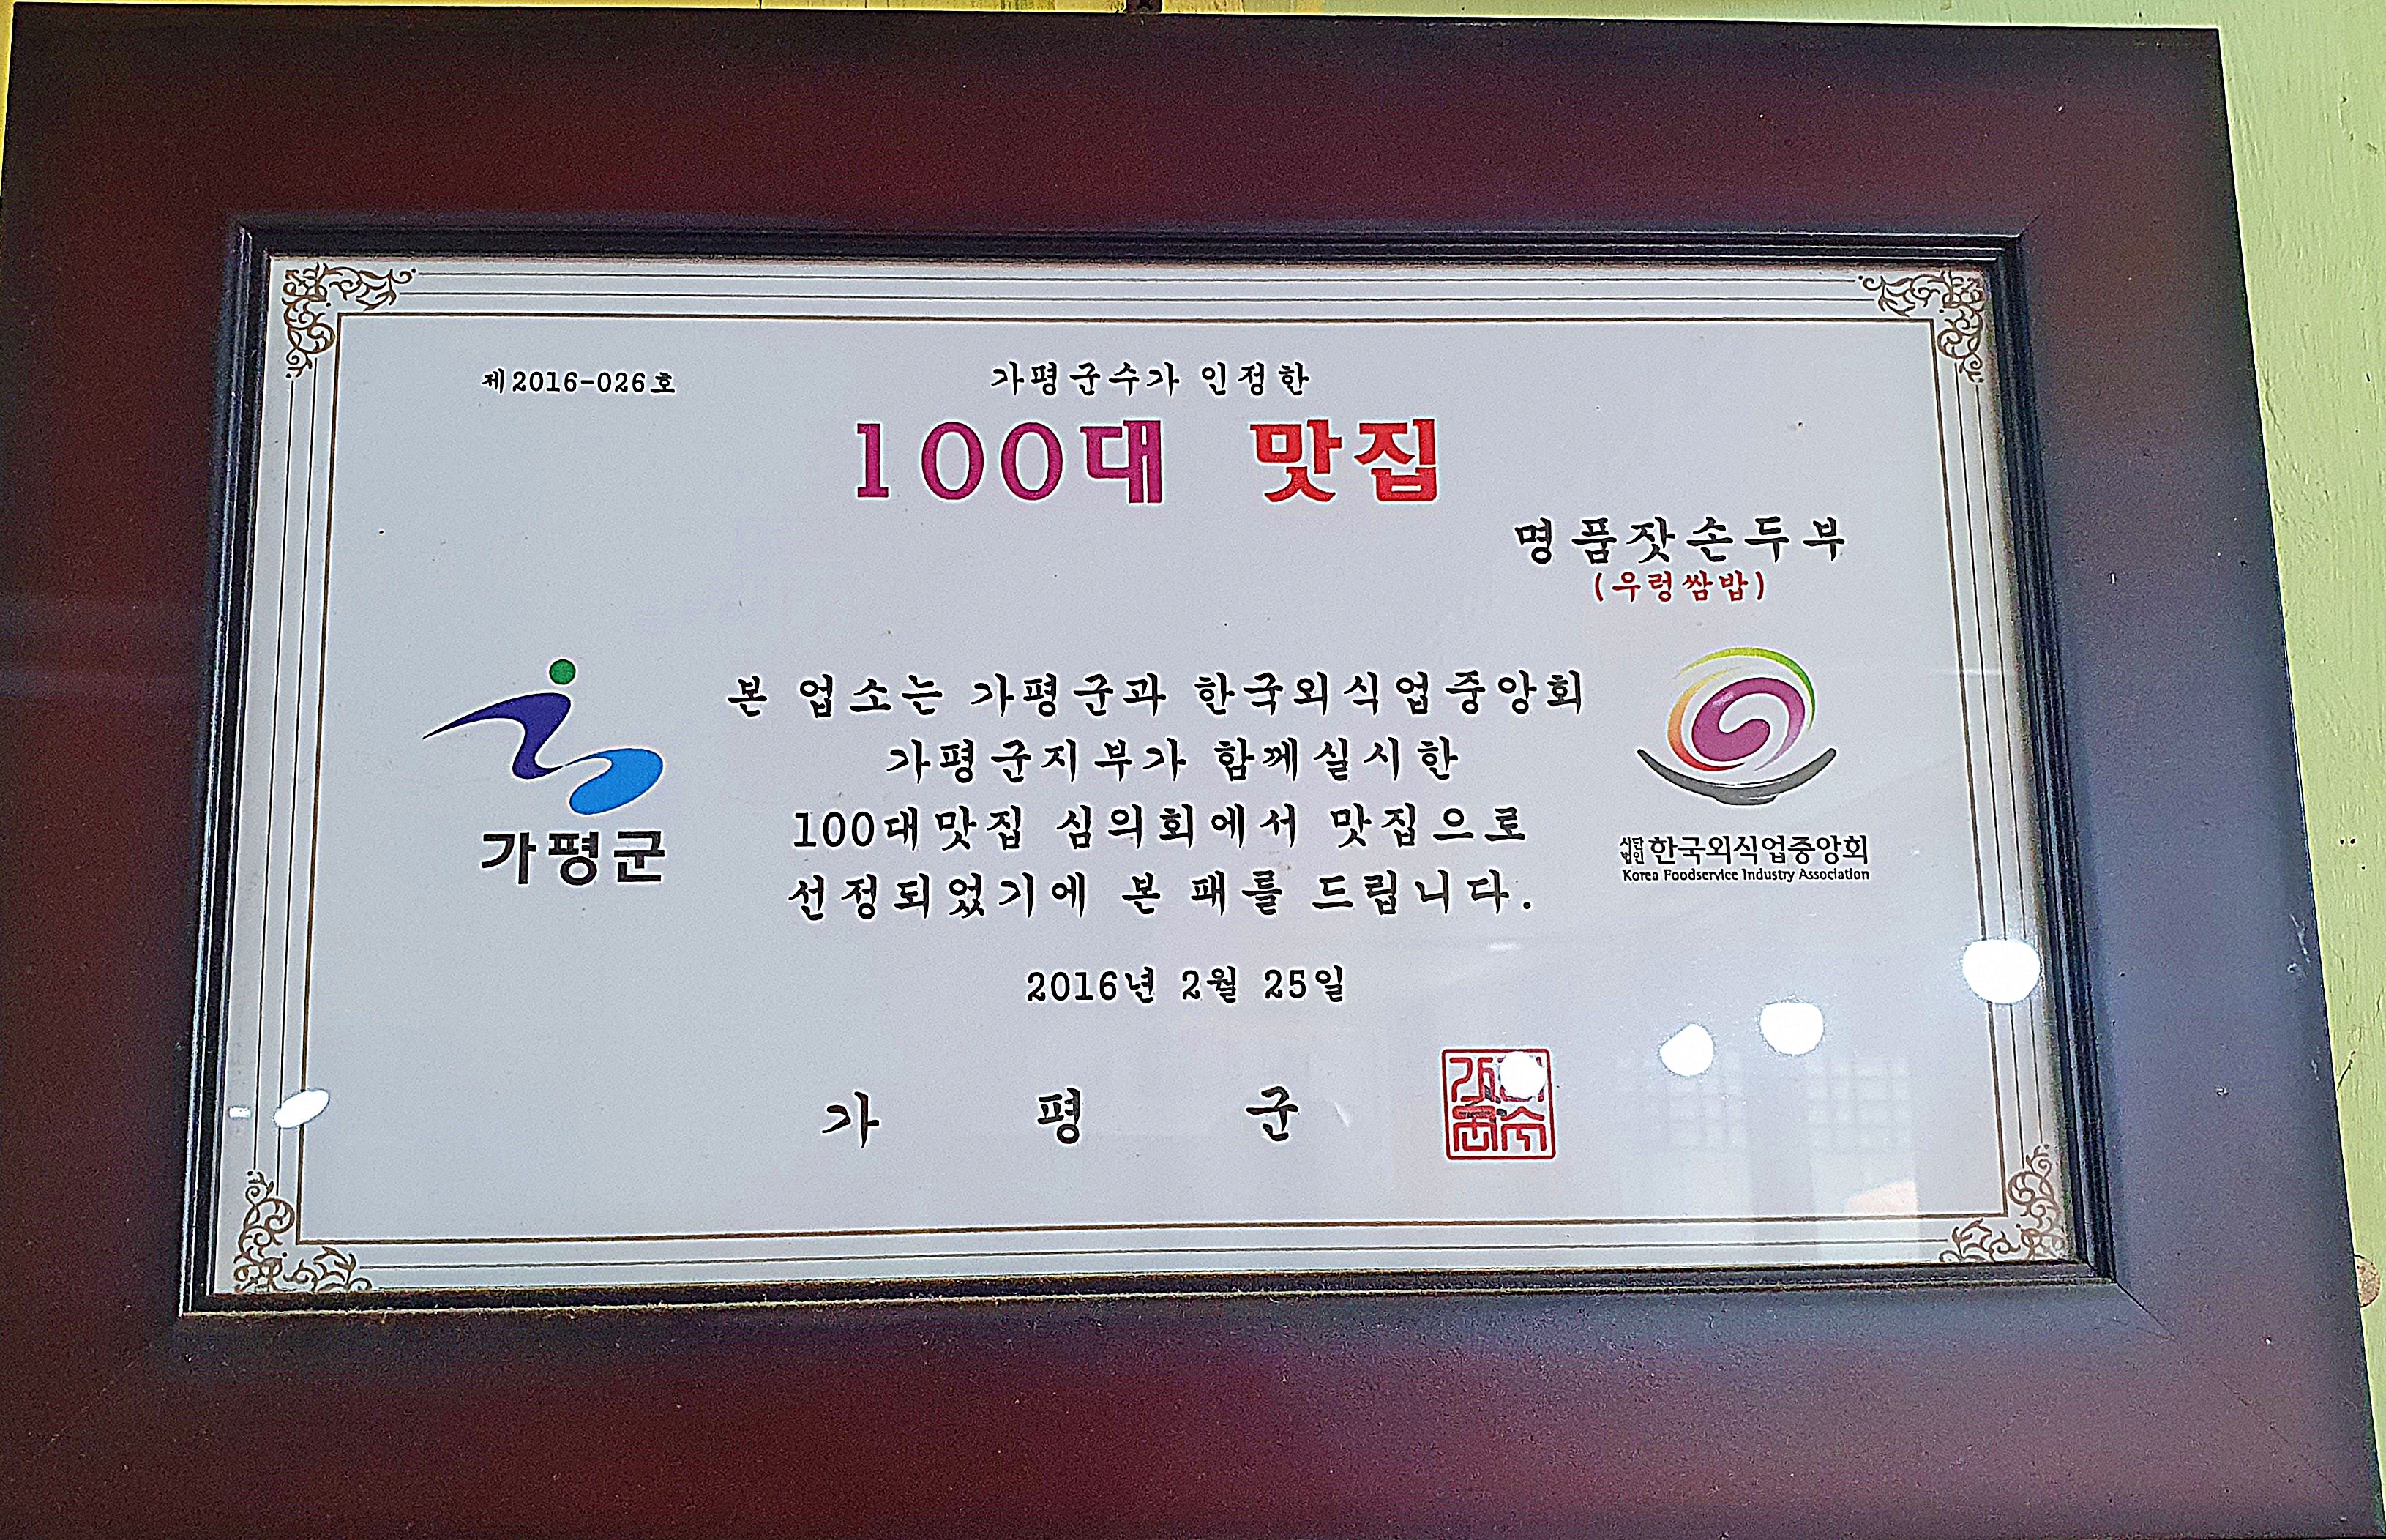 제2016-026호
가평군수가 인정한
100대 맛집
명품잣손두부
(우렁쌈밥)
본 업소는 가평군과 한국외식업중앙회
가평군지부가 함께실시한
100대맛집 심의회에서 맛집으로
선정되었기에 본 패를 드립니다.
가평군
사단법인 한국외식업중앙회
Korea Foodservice Industry Association
2016년 2월 25일
가 평 군